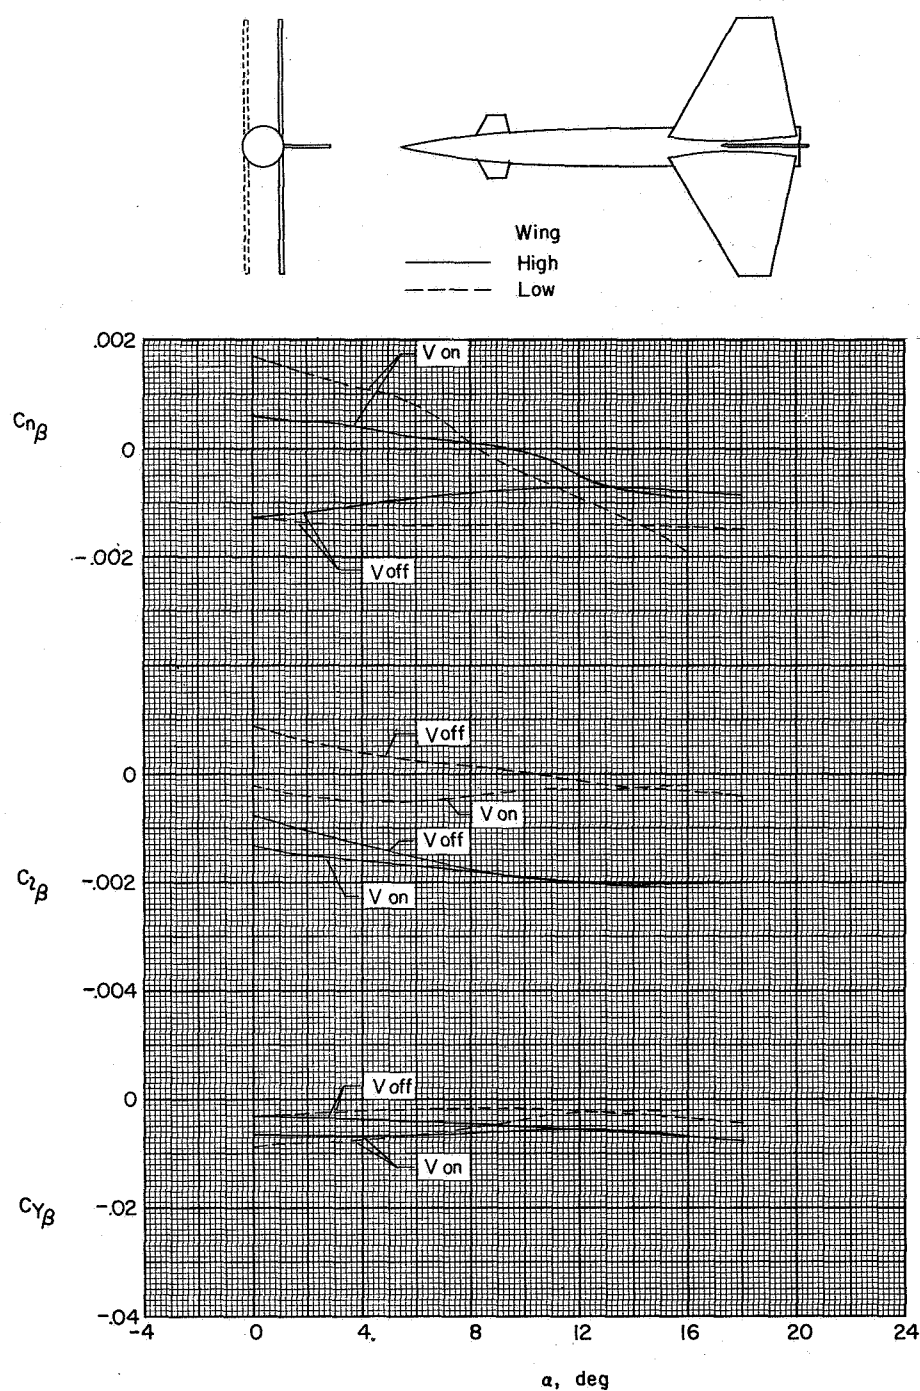 Wing
High
Low
.002
V on
Cnβ
0
-.002
V off
V off
0
V on
V off
Clβ
-.002
V on
-.004
V off
0
V on
CYβ
-.02
-.04
-4 0 4 8 12 16 20 24
α, deg